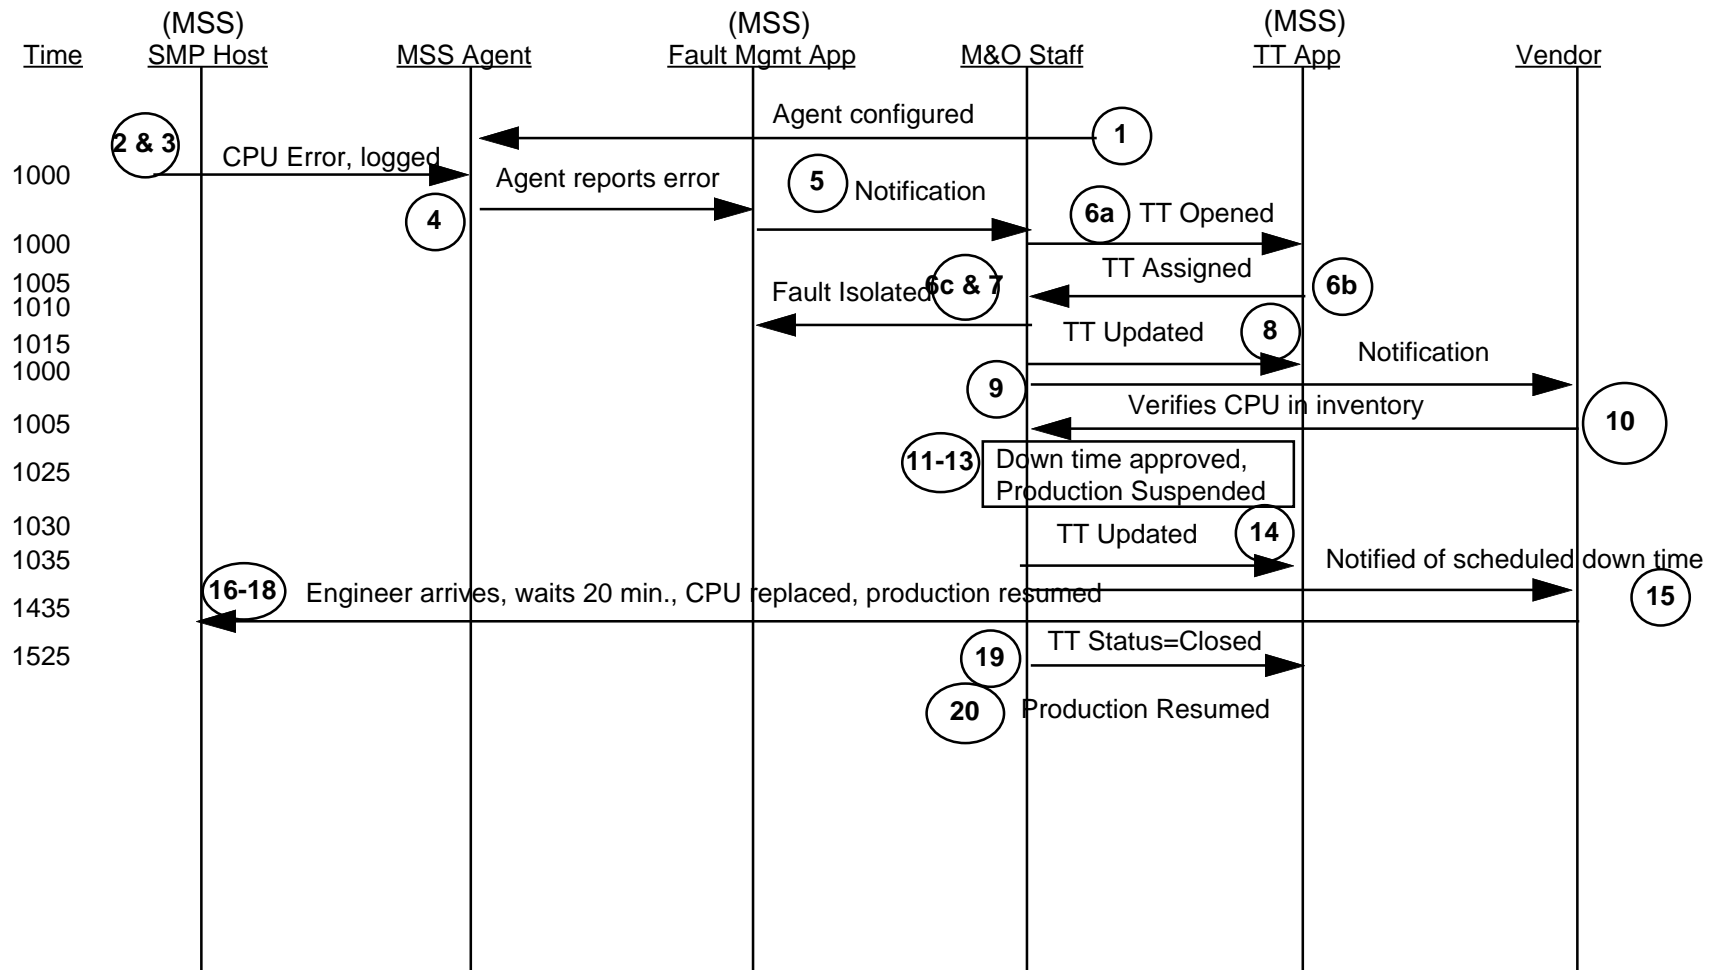 (MSS) (MSS) (MSS)
Time SMP Host MSS Agent Fault Mgmt App M&O Staff TT App Vendor
Agent configured 1
2 & 3 CPU Error, logged
1000
Agent reports error 5 Notification
4 6a TT Opened
1000
TT Assigned
1005 Fault Isolated 6c & 7 6b
1010
TT Updated 8
1015 Notification
1000
9
Verifies CPU in inventory
1005 10
11-13 Down time approved,
1025
Production Suspended
1030 TT Updated 14
1035 Notified of scheduled down time
16-18 Engineer arrives, waits 20 min., CPU replaced, production resumed 15
1435
TT Status=Closed
1525 19
20 Production Resumed